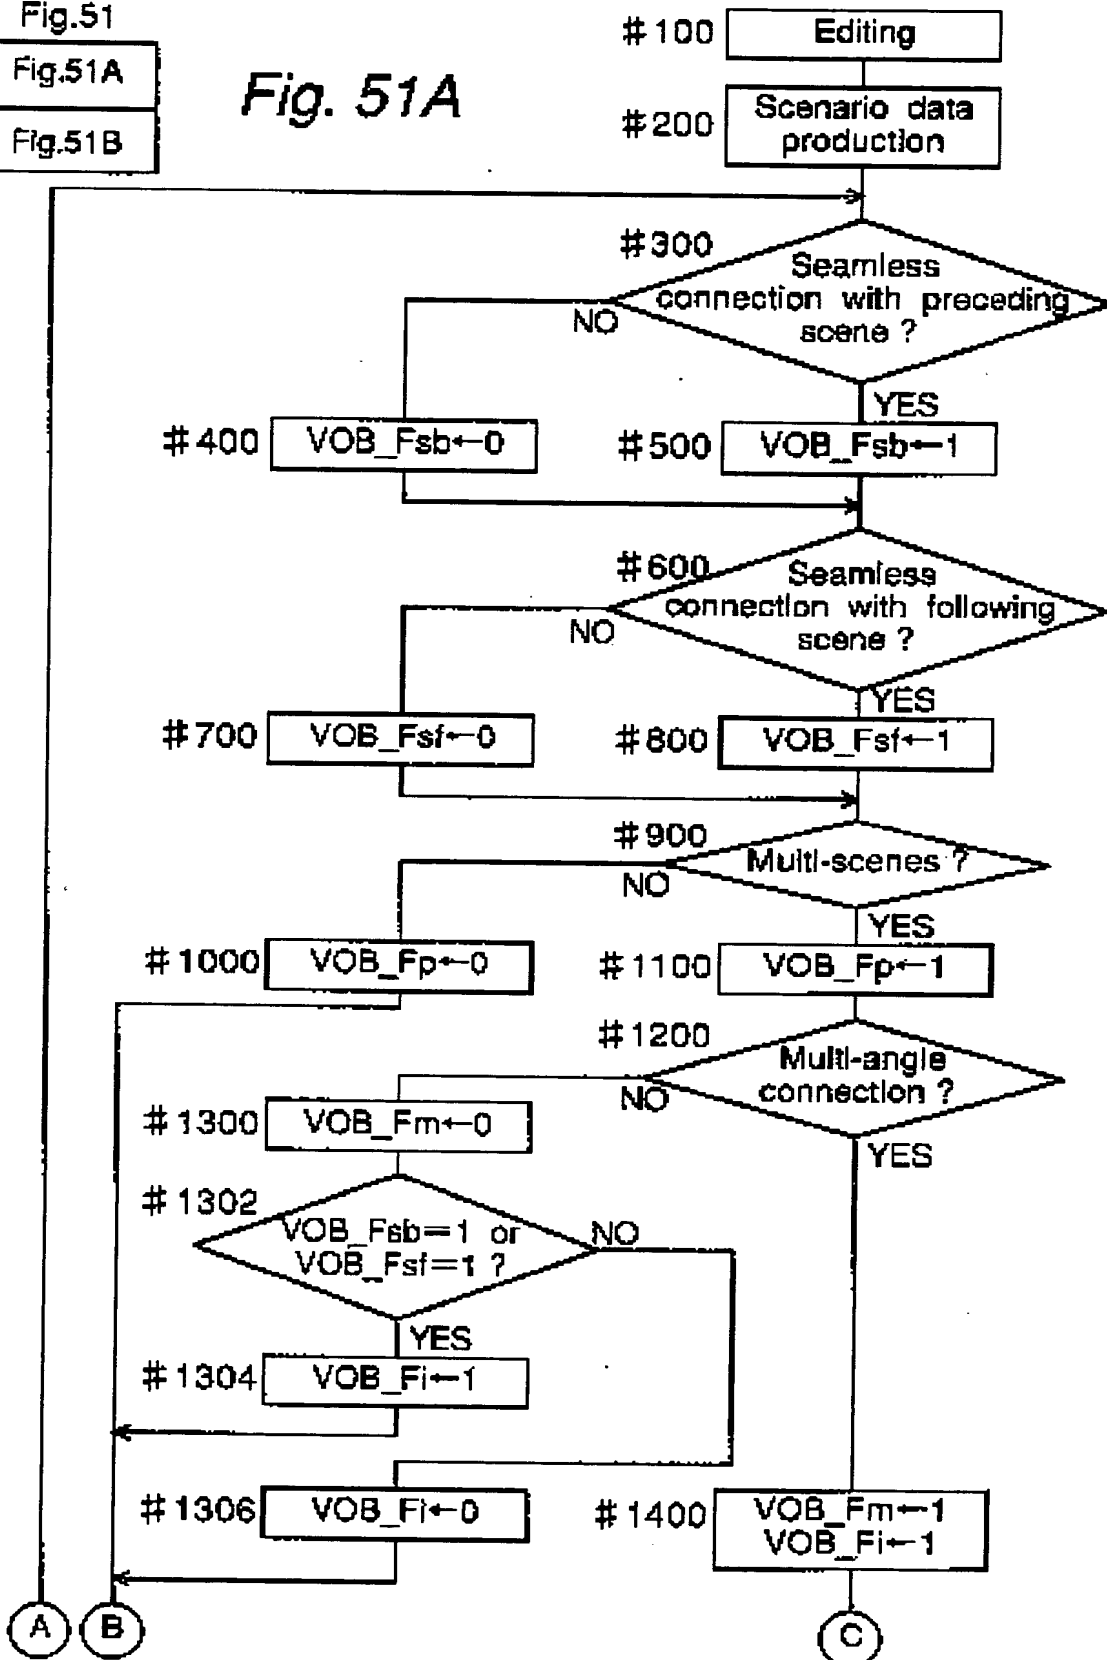 Fig.51
Fig.51A
Fig.51B
Fig. 51A
#100 Editing
#200 Scenario data
production
#300
Seamless
connection with preceding
scene ?
NO
YES
#400 VOB_Fsb←0
#500 VOB_Fsb←1
#600
Seamless
connection with following
scene ?
NO
YES
#700 VOB_Fsf←0
#800 VOB_Fsf←1
#900
Multi-scenes ?
NO
YES
#1000 VOB_Fp←0
#1100 VOB_Fp←1
#1200
Multi-angle
connection ?
NO
YES
#1300 VOB_Fm←0
#1302
VOB_Fsb=1 or
VOB_Fsf=1 ?
NO
YES
#1304 VOB_Fi←1
#1306 VOB_Fi←0
#1400 VOB_Fm←1
VOB_Fi←1
A
B
C